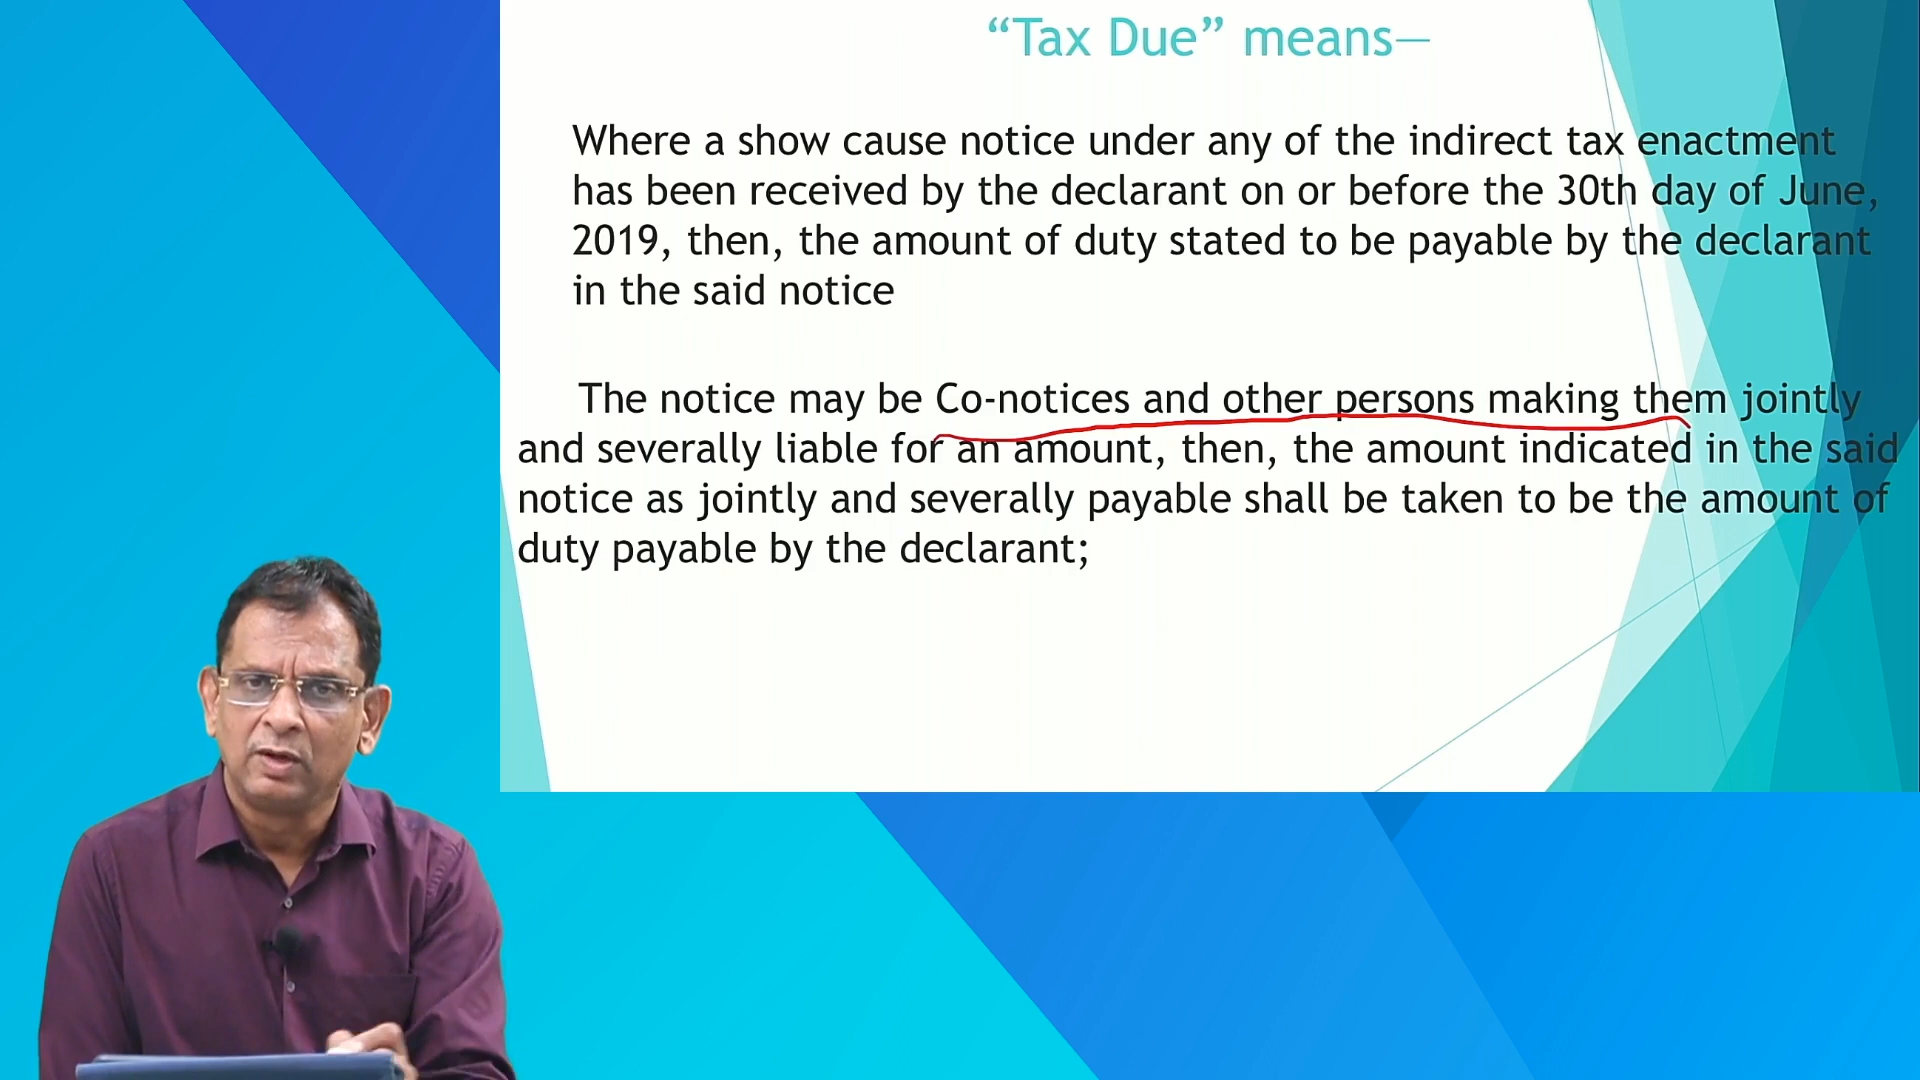 “Tax Due” means—
Where a show cause notice under any of the indirect tax enactment
has been received by the declarant on or before the 30th day of June,
2019, then, the amount of duty stated to be payable by the declarant
in the said notice
The notice may be Co-notices and other persons making them jointly
and severally liable for an amount, then, the amount indicated in the said
notice as jointly and severally payable shall be taken to be the amount of
duty payable by the declarant;